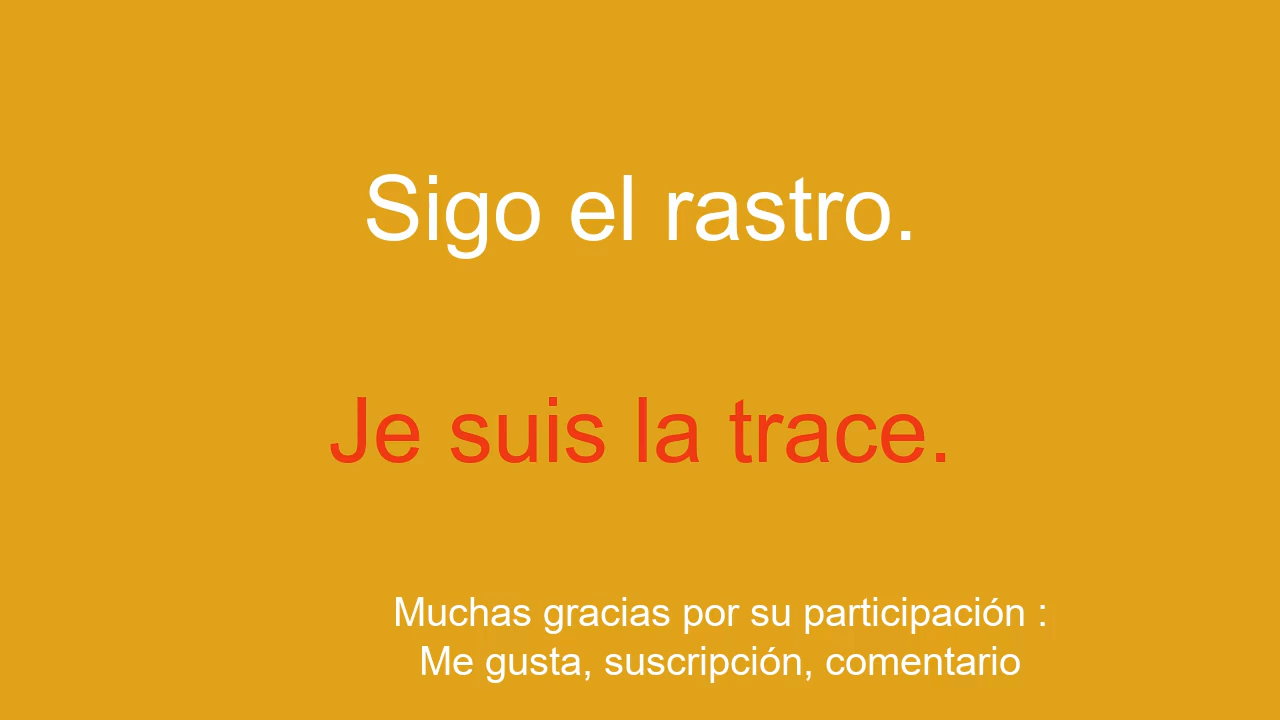 Sigo el rastro.
Je suis la trace.
Muchas gracias por su participación :
Me gusta, suscripción, comentario